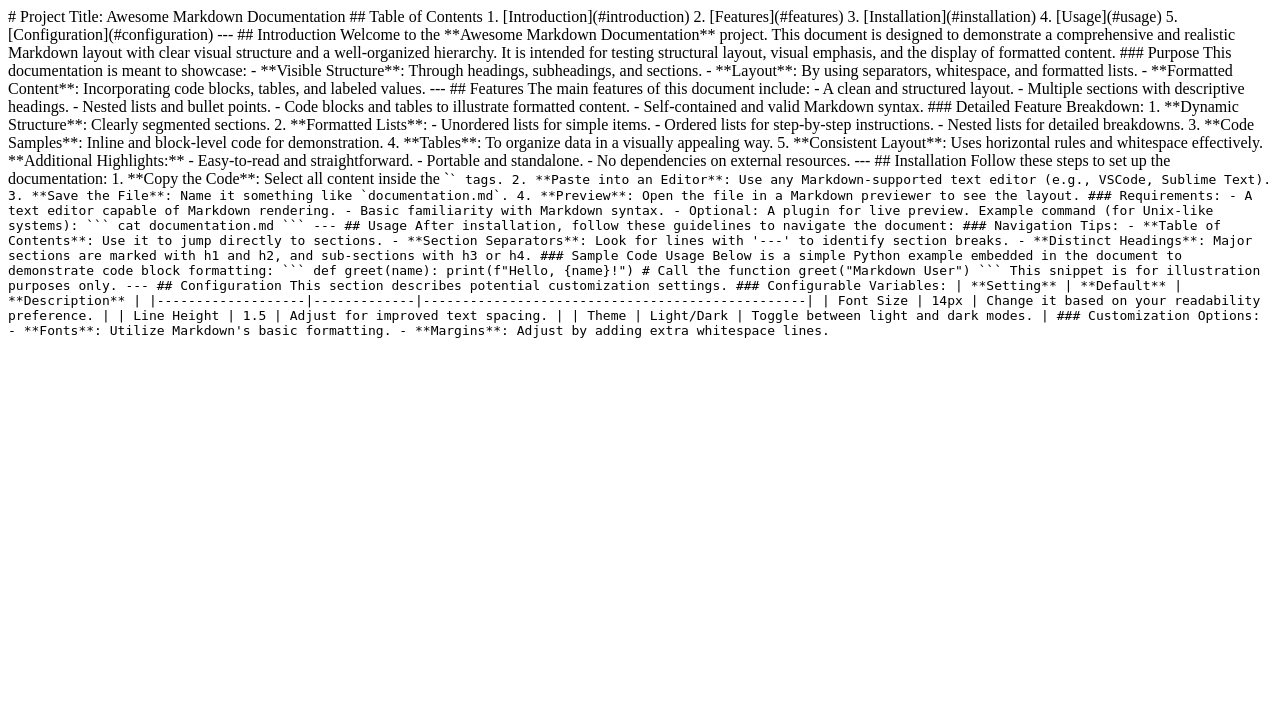 # Project Title: Awesome Markdown Documentation ## Table of Contents 1. [Introduction](#introduction) 2. [Features](#features) 3. [Installation](#installation) 4. [Usage](#usage) 5.
[Configuration](#configuration) --- ## Introduction Welcome to the **Awesome Markdown Documentation** project. This document is designed to demonstrate a comprehensive and realistic
Markdown layout with clear visual structure and a well-organized hierarchy. It is intended for testing structural layout, visual emphasis, and the display of formatted content. ### Purpose This
documentation is meant to showcase: - **Visible Structure**: Through headings, subheadings, and sections. - **Layout**: By using separators, whitespace, and formatted lists. - **Formatted
Content**: Incorporating code blocks, tables, and labeled values. --- ## Features The main features of this document include: - A clean and structured layout. - Multiple sections with descriptive
headings. - Nested lists and bullet points. - Code blocks and tables to illustrate formatted content. - Self-contained and valid Markdown syntax. ### Detailed Feature Breakdown: 1. **Dynamic
Structure**: Clearly segmented sections. 2. **Formatted Lists**: - Unordered lists for simple items. - Ordered lists for step-by-step instructions. - Nested lists for detailed breakdowns. 3. **Code
Samples**: Inline and block-level code for demonstration. 4. **Tables**: To organize data in a visually appealing way. 5. **Consistent Layout**: Uses horizontal rules and whitespace effectively.
**Additional Highlights:** - Easy-to-read and straightforward. - Portable and standalone. - No dependencies on external resources. --- ## Installation Follow these steps to set up the
documentation: 1. **Copy the Code**: Select all content inside the `` tags. 2. **Paste into an Editor**: Use any Markdown-supported text editor (e.g., VSCode, Sublime Text).
3. **Save the File**: Name it something like `documentation.md`. 4. **Preview**: Open the file in a Markdown previewer to see the layout. ### Requirements: - A
text editor capable of Markdown rendering. - Basic familiarity with Markdown syntax. - Optional: A plugin for live preview. Example command (for Unix-like
systems): ``` cat documentation.md ``` --- ## Usage After installation, follow these guidelines to navigate the document: ### Navigation Tips: - **Table of
Contents**: Use it to jump directly to sections. - **Section Separators**: Look for lines with '---' to identify section breaks. - **Distinct Headings**: Major
sections are marked with h1 and h2, and sub-sections with h3 or h4. ### Sample Code Usage Below is a simple Python example embedded in the document to
demonstrate code block formatting: ``` def greet(name): print(f"Hello, {name}!") # Call the function greet("Markdown User") ``` This snippet is for illustration
purposes only. --- ## Configuration This section describes potential customization settings. ### Configurable Variables: | **Setting** | **Default** |
**Description** | |-------------------|-------------|-------------------------------------------------| | Font Size | 14px | Change it based on your readability
preference. | | Line Height | 1.5 | Adjust for improved text spacing. | | Theme | Light/Dark | Toggle between light and dark modes. | ### Customization Options:
- **Fonts**: Utilize Markdown's basic formatting. - **Margins**: Adjust by adding extra whitespace lines.